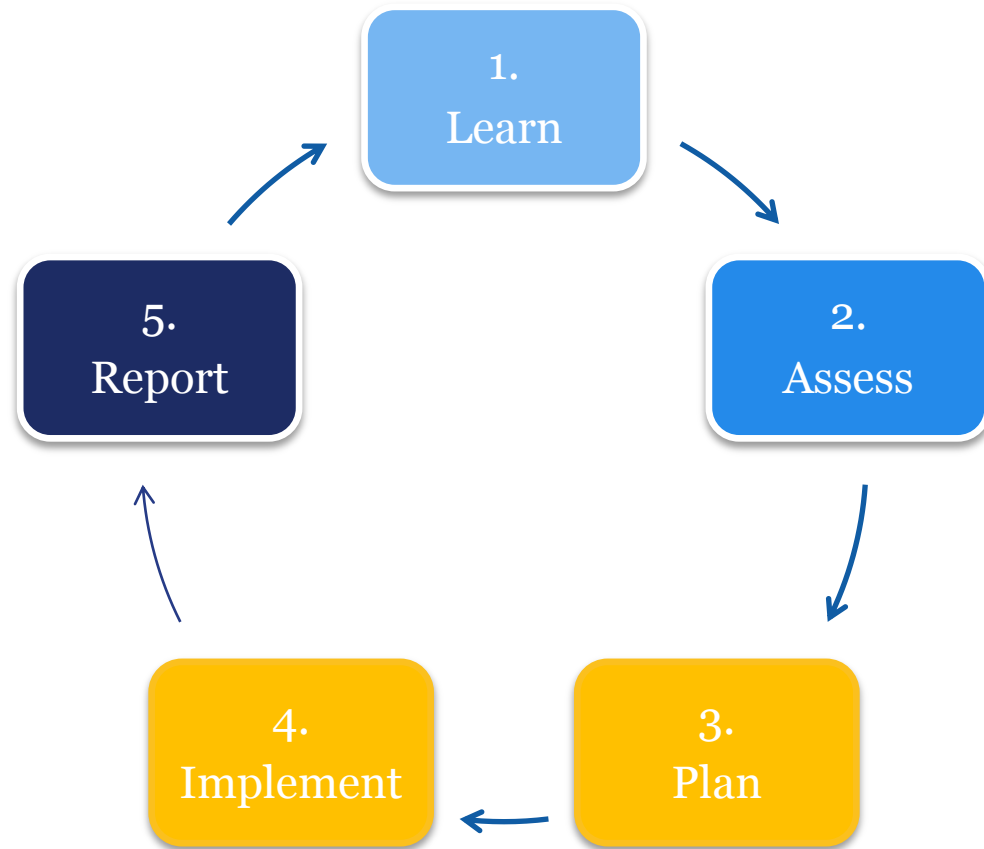 1.
Learn
2.
Assess
3.
Plan
4.
Implement
5.
Report